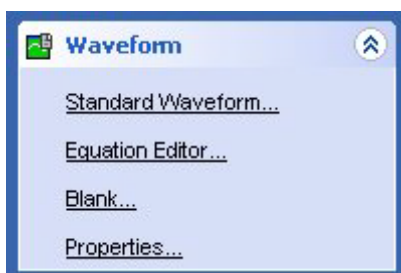 Waveform
Standard Waveform...
Equation Editor...
Blank...
Properties...